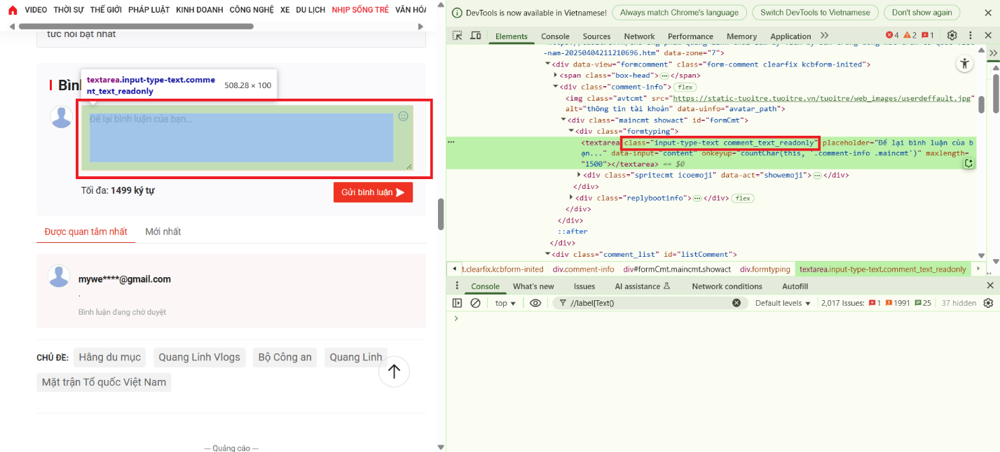 VIDEO THỜI SỰ THẾ GIỚI PHÁP LUẬT KINH DOANH CÔNG NGHỆ XE DU LỊCH NHỊP SỐNG TRẺ VĂN HÓA
tức nổi bật nhất
textarea.input-type-text.comme
nt_text_readonly
508.28 × 100
Bìn
Để lại bình luận của bạn...
Tối đa: 1499 ký tự
Gửi bình luận
Được quan tâm nhất Mới nhất
mywe****@gmail.com
.
Bình luận đang chờ duyệt
CHỦ ĐỀ: Hằng du mục Quang Linh Vlogs Bộ Công an Quang Linh
Mặt trận Tổ quốc Việt Nam
--- Quảng cáo ---
DevTools is now available in Vietnamese! Always match Chrome's language Switch DevTools to Vietnamese Don't show again
Elements Console Sources Network Performance Memory Application 4 2 1
-nam-20250404211210696.htm" data-zone="7">
<div data-view="formcomment" class="form-comment clearfix kcbform-inited">
<span class="box-head">…</span>
<div class="comment-info"> flex
<img class="avtcmt" src="https://static-tuoitre.tuoitre.vn/tuoitre/web_images/userdeffault.jpg"
alt="thông tin tài khoản" data-uinfo="avatar_path">
<div class="maincmt showact" id="formCmt">
<div class="formtyping">
<textarea class="input-type-text comment_text_readonly" placeholder="Để lại bình luận của b
ạn..." data-input="content" onkeyup="countChar(this, '.comment-info .maincmt')" maxlength=
"1500"></textarea> == $0
<div class="spritecmt icoemoji" data-act="showemoji">…</div>
</div>
<div class="replybootinfo">…</div> flex
</div>
</div>
::after
</div>
<div class="comment_list" id="listComment">
t.clearfix.kcbform-inited div.comment-info div#formCmt.maincmt.showact div.formtyping textarea.input-type-text.comment_text_readonly
Console What's new Issues AI assistance Network conditions Autofill
top //label[Text() Default levels 2,017 Issues: 1 1991 25 37 hidden